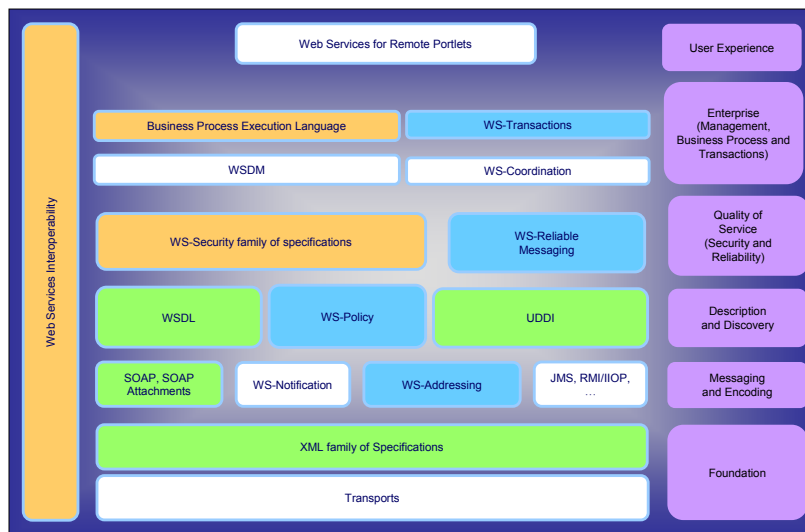 Web Services Interoperability
Web Services for Remote Portlets
User Experience
Business Process Execution Language
WS-Transactions
WSDM
WS-Coordination
Enterprise
(Management,
Business Process and
Transactions)
WS-Security family of specifications
WS-Reliable
Messaging
Quality of
Service
(Security and
Reliability)
WSDL
WS-Policy
UDDI
Description
and Discovery
SOAP, SOAP
Attachments
WS-Notification
WS-Addressing
JMS, RMI/IIOP,
…
Messaging
and Encoding
XML family of Specifications
Transports
Foundation